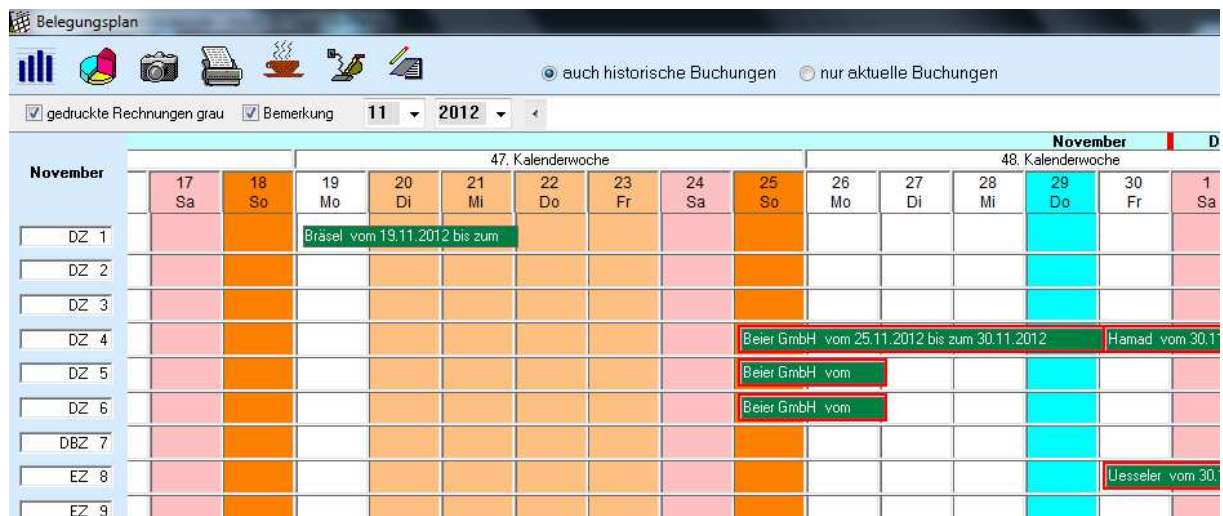 Belegungsplan
auch historische Buchungen nur aktuelle Buchungen
gedruckte Rechnungen grau Bemerkung 11 2012
November D
November 47. Kalenderwoche 48. Kalenderwoche
17 18 19 20 21 22 23 24 25 26 27 28 29 30 1
Sa So Mo Di Mi Do Fr Sa So Mo Di Mi Do Fr Sa
DZ 1 Bräsel vom 19.11.2012 bis zum
DZ 2
DZ 3
DZ 4 Beier GmbH vom 25.11.2012 bis zum 30.11.2012 Hamad vom 30.11
DZ 5 Beier GmbH vom
DZ 6 Beier GmbH vom
DBZ 7
EZ 8 Uesseler vom 30.
EZ 9